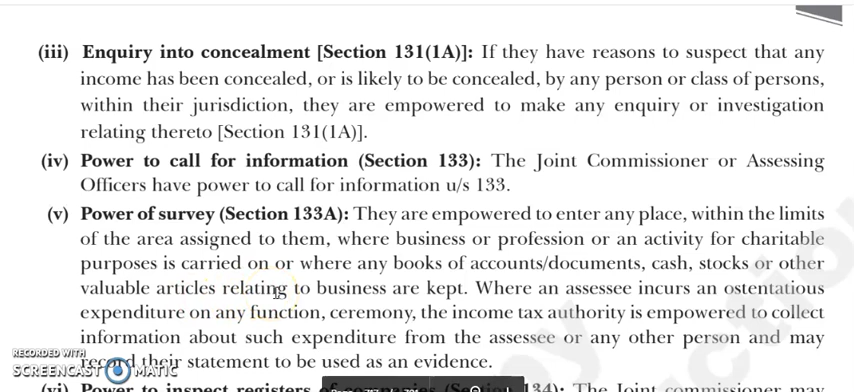 (iii) Enquiry into concealment [Section 131(1A)]: If they have reasons to suspect that any
income has been concealed, or is likely to be concealed, by any person or class of persons,
within their jurisdiction, they are empowered to make any enquiry or investigation
relating thereto [Section 131(1A)].
(iv) Power to call for information (Section 133): The Joint Commissioner or Assessing
Officers have power to call for information u/s 133.
(v) Power of survey (Section 133A): They are empowered to enter any place, within the limits
of the area assigned to them, where business or profession or an activity for charitable
purposes is carried on or where any books of accounts/documents, cash, stocks or other
valuable articles relating to business are kept. Where an assessee incurs an ostentatious
expenditure on any function, ceremony, the income tax authority is empowered to collect
information about such expenditure from the assessee or any other person and may
record their statement to be used as an evidence.
RECORDED WITH
SCREENCAST MATIC
(vi) Power to inspect registers of companies (Section 134): The Joint commissioner may